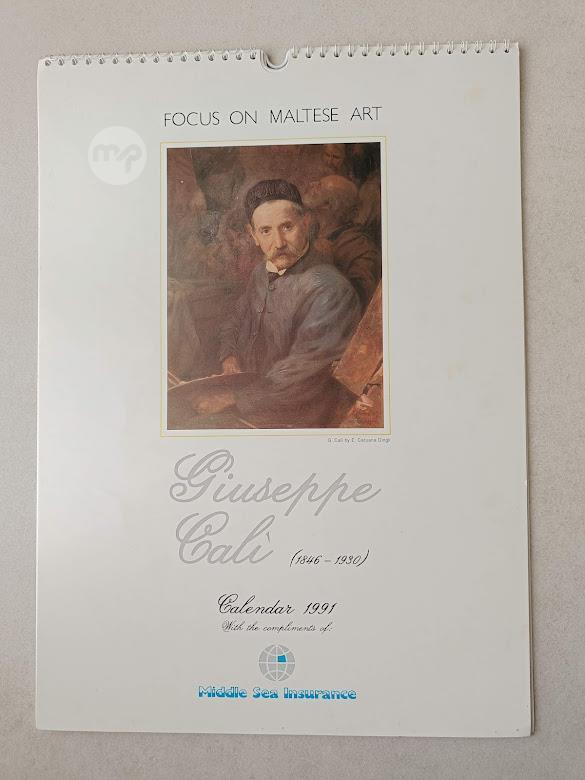 FOCUS ON MALTESE ART
mp
G. Calì by E. Caruana Dingli
Giuseppe
Calì (1846 - 1930)
Calendar 1991
With the compliments of:
Middle Sea Insurance